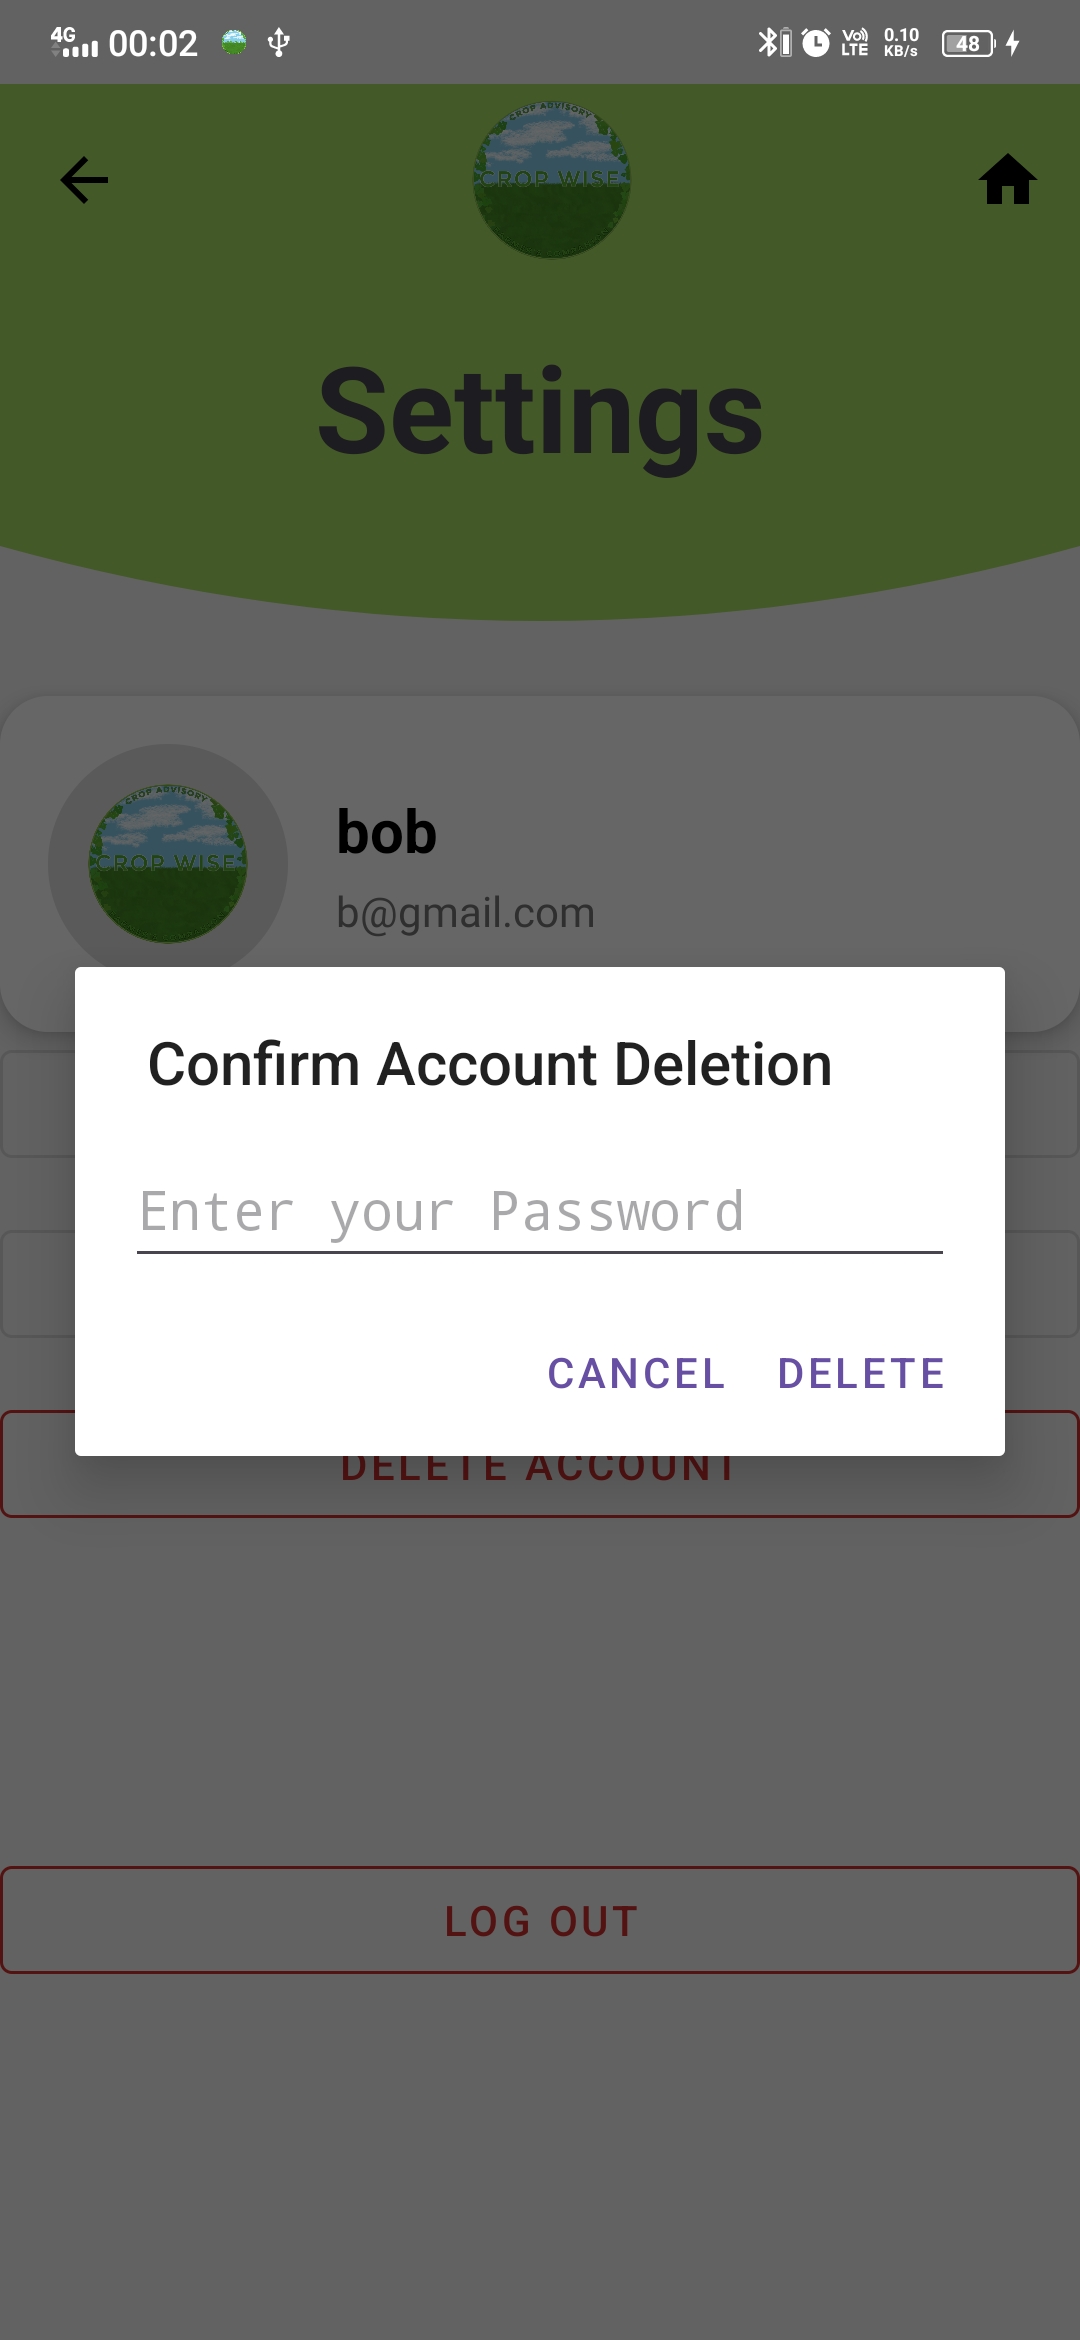 4G 00:02 Vo) LTE 0.10 KB/s 48
CROP ADVISORY
CROP WISE
Settings
CROP ADVISORY
CROP WISE
bob
b@gmail.com
Confirm Account Deletion
Enter your Password
CANCEL DELETE
DELETE ACCOUNT
LOG OUT